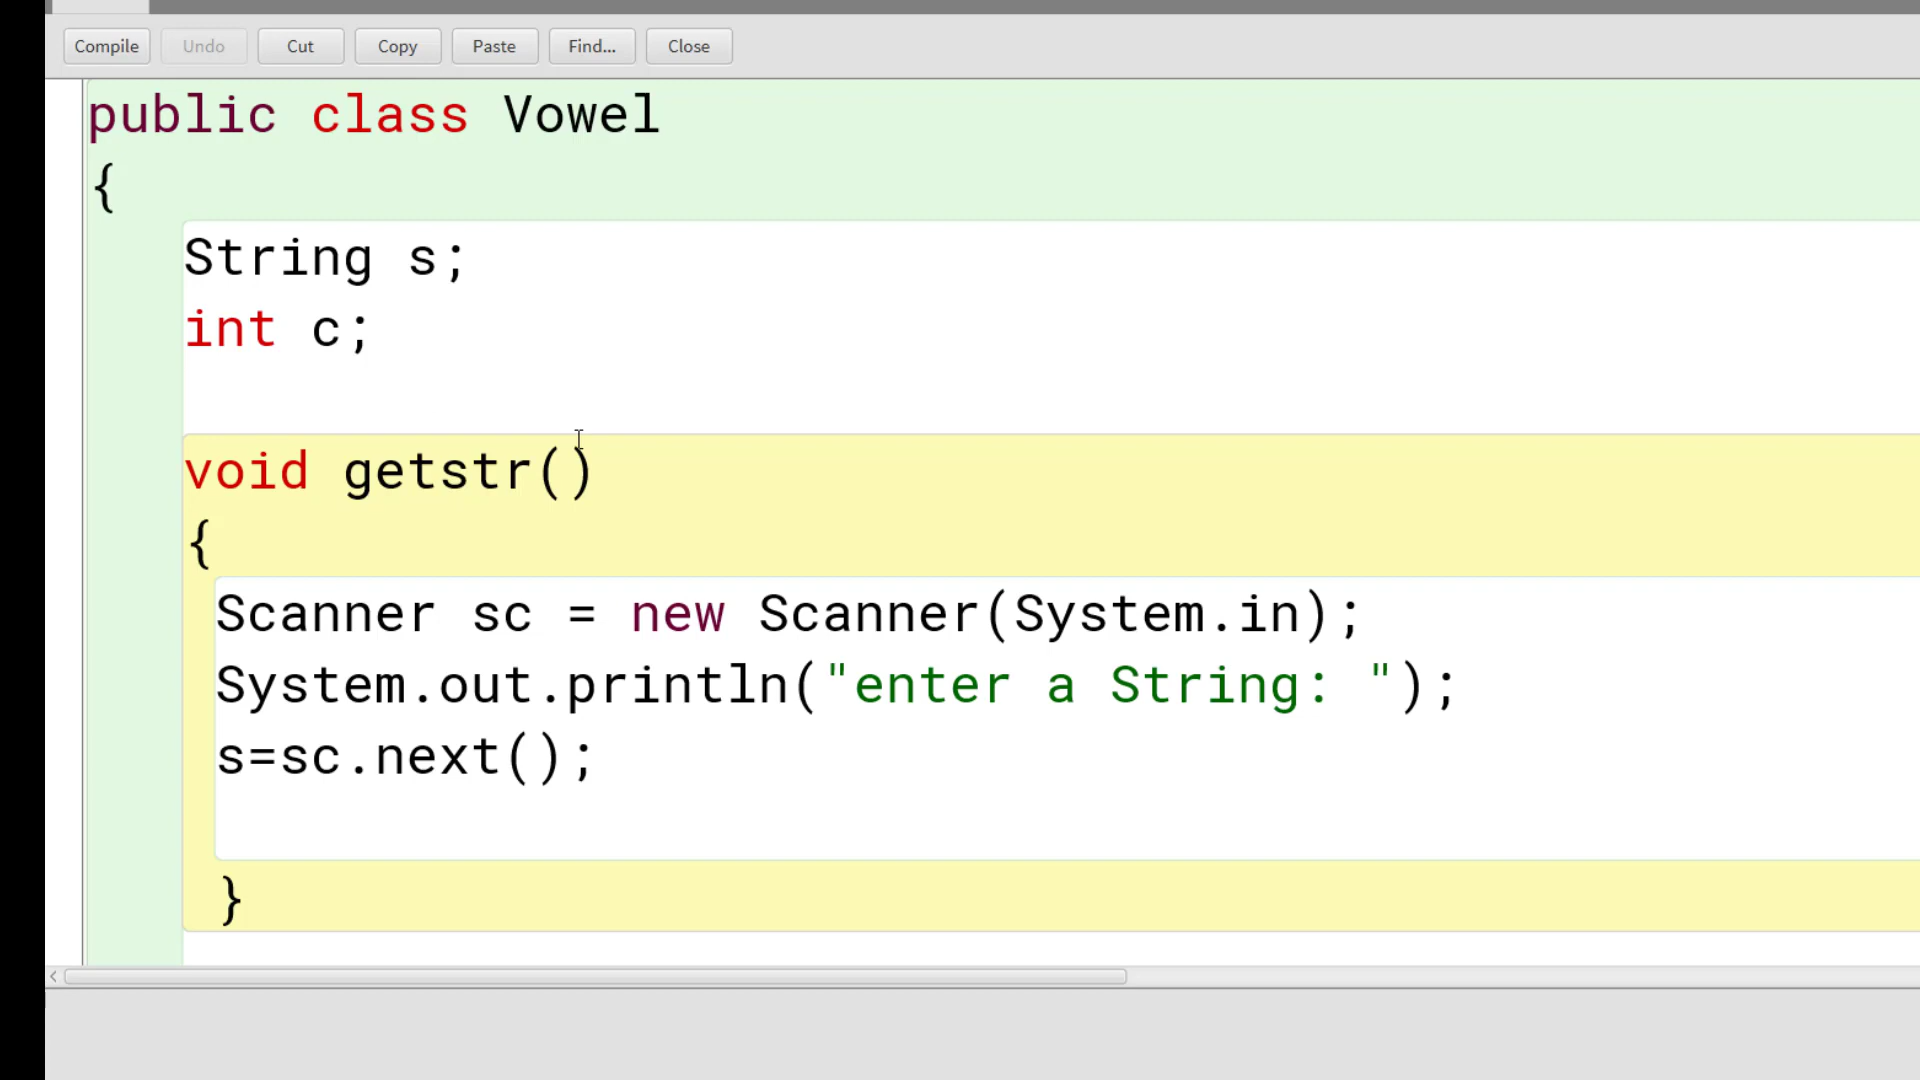 Compile Undo Cut Copy Paste Find... Close
public class Vowel
{
String s;
int c;
void getstr()
{
Scanner sc = new Scanner(System.in);
System.out.println("enter a String: ");
s=sc.next();
}